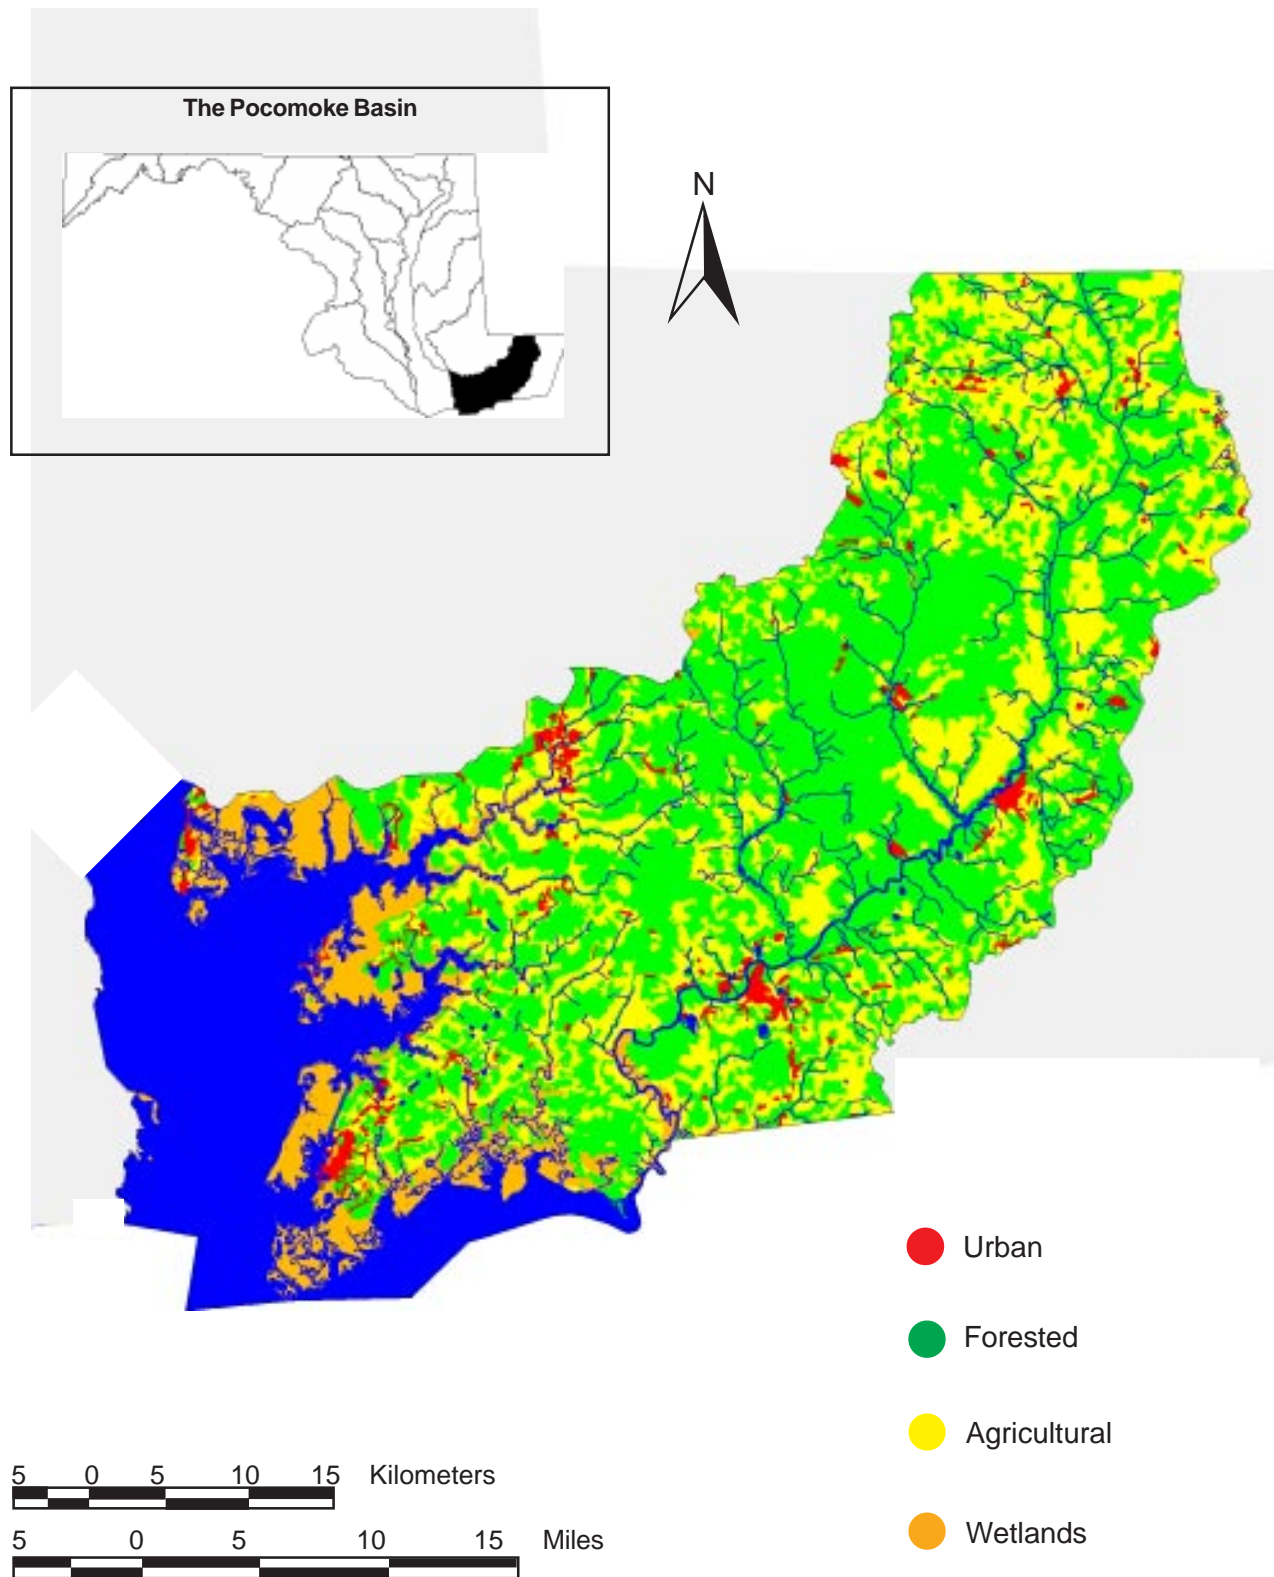 The Pocomoke Basin
N
Urban
Forested
Agricultural
Wetlands
5 0 5 10 15 Kilometers
5 0 5 10 15 Miles